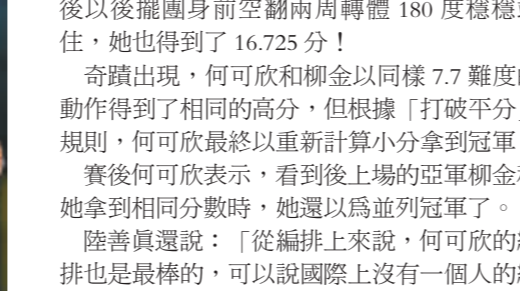 後以後擺團身前空翻兩周轉體 180 度穩穩
住，她也得到了 16.725 分！
奇蹟出現，何可欣和柳金以同樣 7.7 難度
動作得到了相同的高分，但根據「打破平分」
規則，何可欣最終以重新計算小分拿到冠軍
賽後何可欣表示，看到後上場的亞軍柳金
她拿到相同分數時，她還以爲並列冠軍了。
陸善眞還說：「從編排上來說，何可欣的
排也是最棒的，可以說國際上沒有一個人的